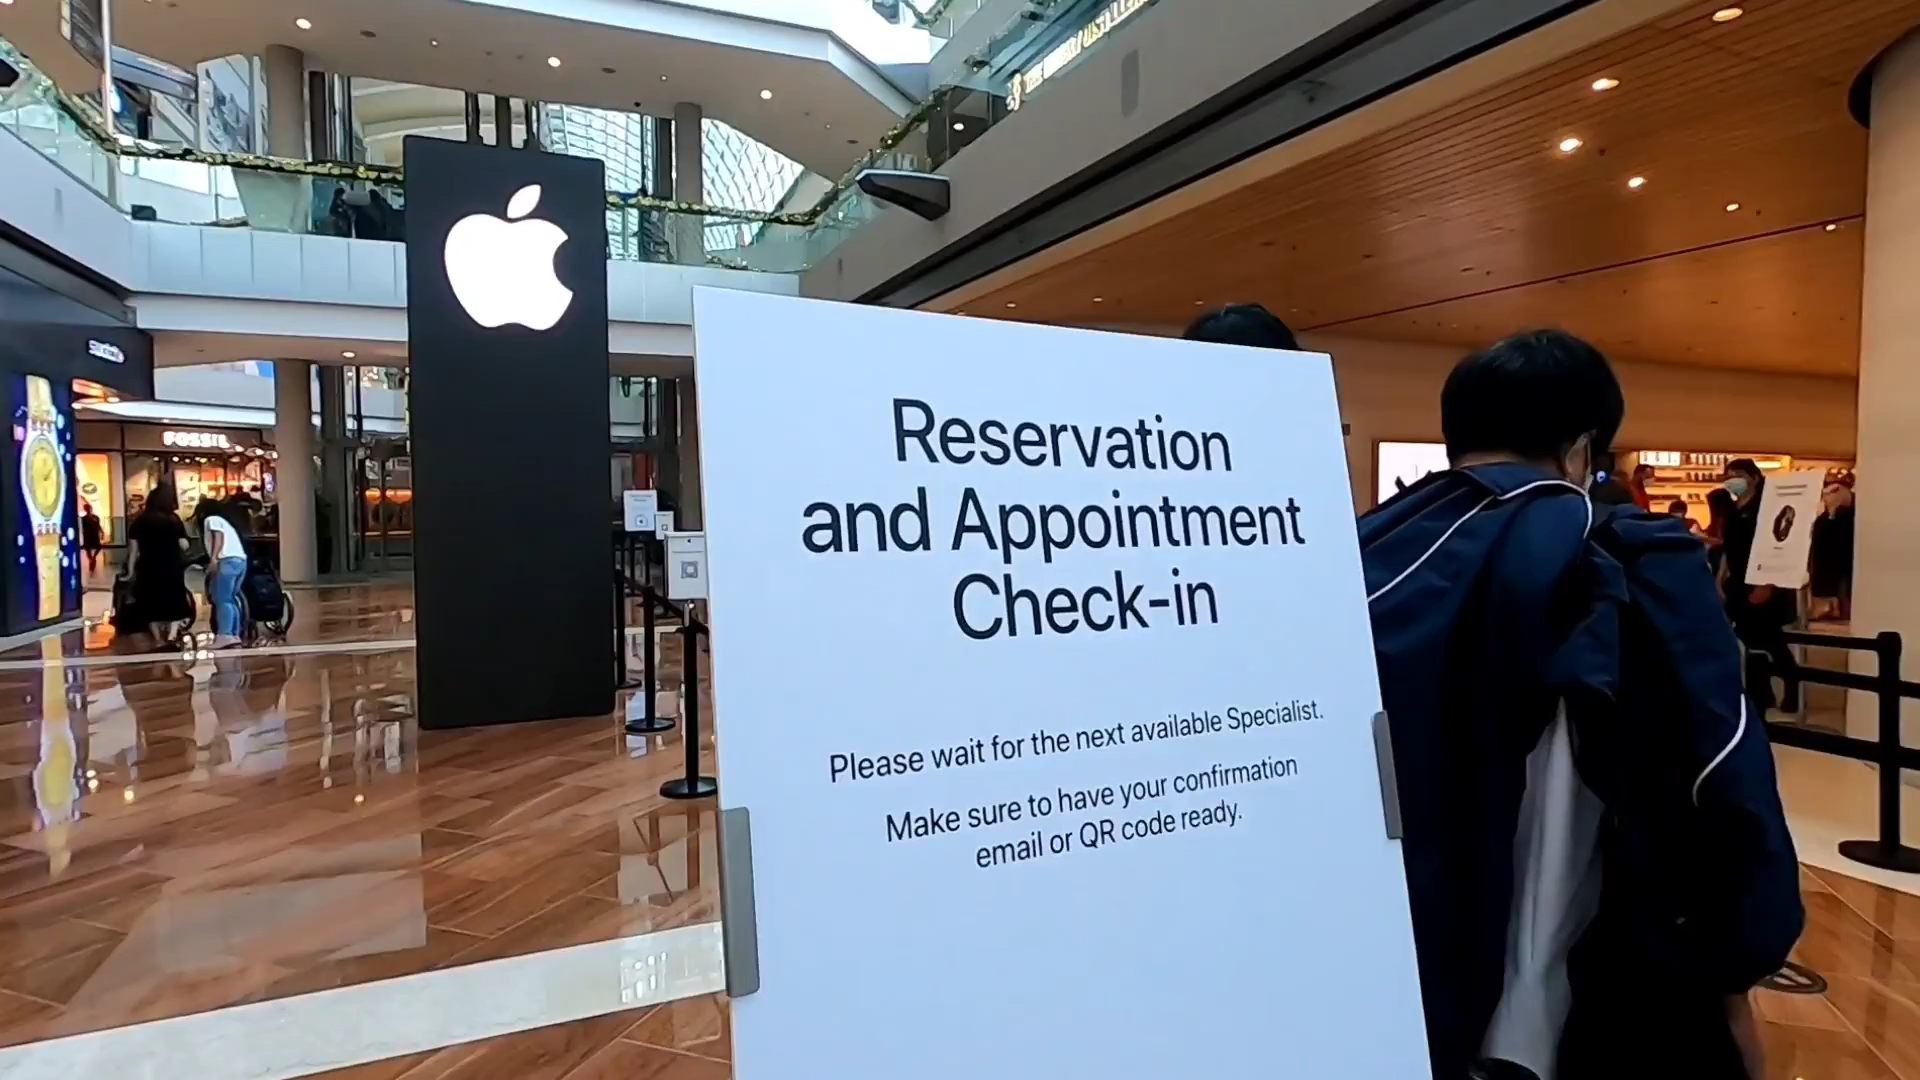 FOSSIL
Reservation
and Appointment
Check-in
Please wait for the next available Specialist.
Make sure to have your confirmation
email or QR code ready.